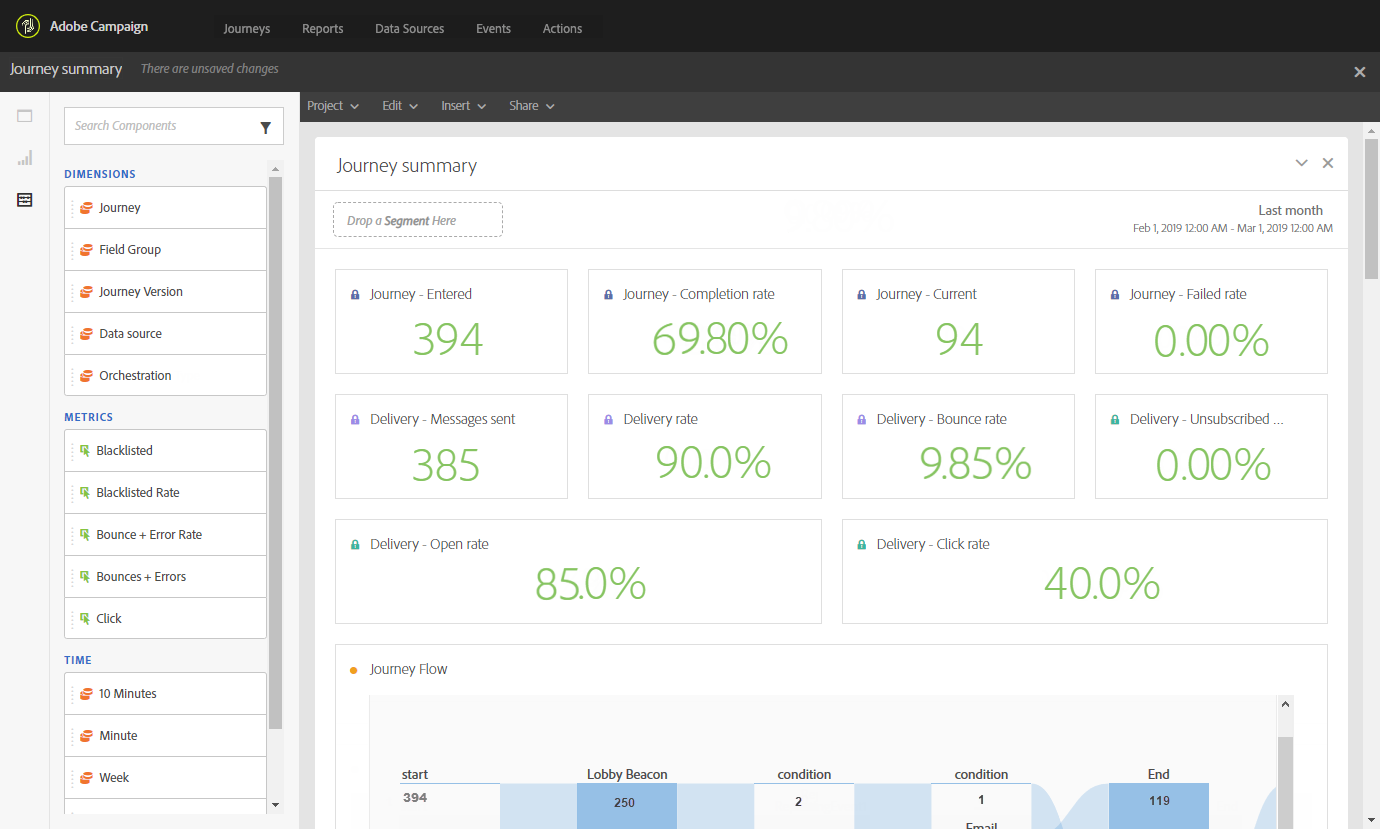 Adobe Campaign
Journeys Reports Data Sources Events Actions
Journey summary There are unsaved changes
Project Edit Insert Share
Search Components
DIMENSIONS
Journey
Field Group
Journey Version
Data source
Orchestration
METRICS
Blacklisted
Blacklisted Rate
Bounce + Error Rate
Bounces + Errors
Click
TIME
10 Minutes
Minute
Week
Journey summary
Drop a Segment Here
Last month
Feb 1, 2019 12:00 AM - Mar 1, 2019 12:00 AM
Journey - Entered
394
Journey - Completion rate
69.80%
Journey - Current
94
Journey - Failed rate
0.00%
Delivery - Messages sent
385
Delivery rate
90.0%
Delivery - Bounce rate
9.85%
Delivery - Unsubscribed ...
0.00%
Delivery - Open rate
85.0%
Delivery - Click rate
40.0%
Journey Flow
start Lobby Beacon condition condition End
394 250 2 1 119
Email